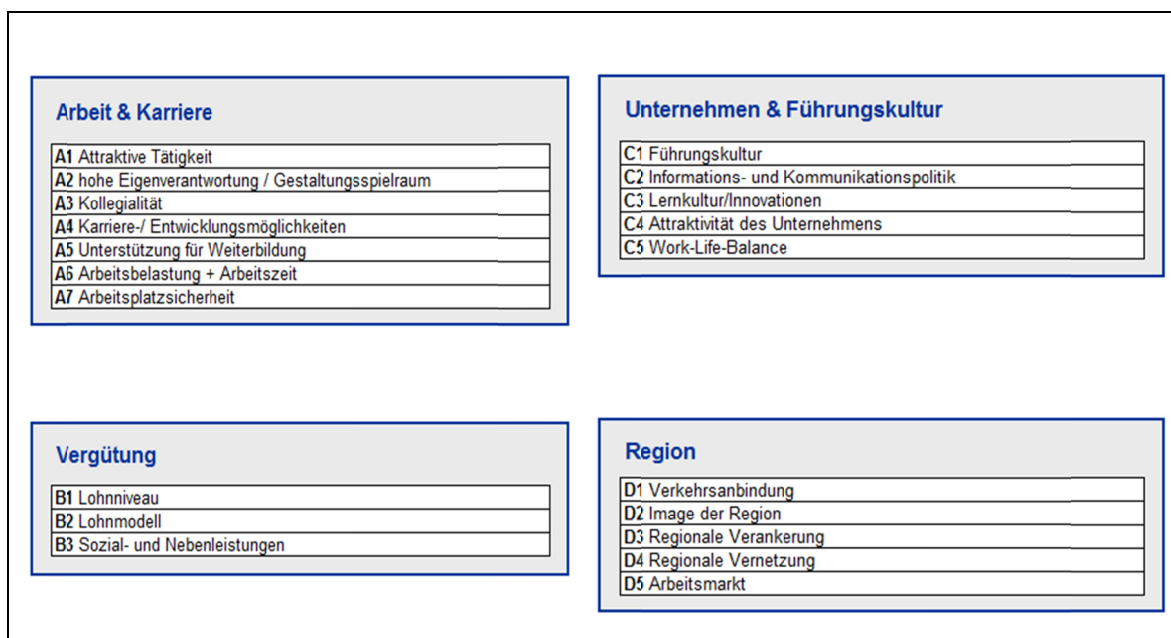 Arbeit & Karriere
A1 Attraktive Tätigkeit
A2 hohe Eigenverantwortung / Gestaltungsspielraum
A3 Kollegialität
A4 Karriere-/ Entwicklungsmöglichkeiten
A5 Unterstützung für Weiterbildung
A6 Arbeitsbelastung + Arbeitszeit
A7 Arbeitsplatzsicherheit
Unternehmen & Führungskultur
C1 Führungskultur
C2 Informations- und Kommunikationspolitik
C3 Lernkultur/Innovationen
C4 Attraktivität des Unternehmens
C5 Work-Life-Balance
Vergütung
B1 Lohnniveau
B2 Lohnmodell
B3 Sozial- und Nebenleistungen
Region
D1 Verkehrsanbindung
D2 Image der Region
D3 Regionale Verankerung
D4 Regionale Vernetzung
D5 Arbeitsmarkt